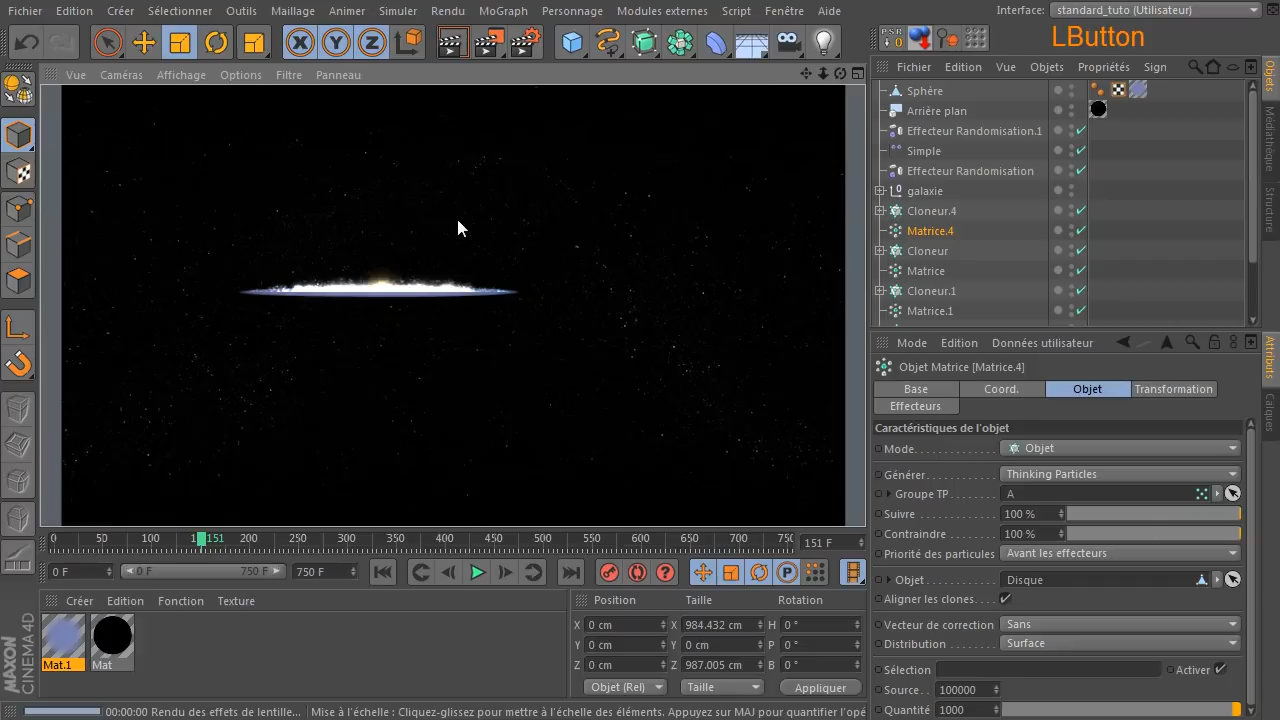 Fichier Edition Créer Sélectionner Outils Maillage Animer Simuler Rendu MoGraph Personnage Modules externes Script Fenêtre Aide Interface: standard_tuto (Utilisateur)
LButton
X Y Z PSR 0
Vue Caméras Affichage Options Filtre Panneau
Fichier Edition Vue Objets Propriétés Sign
Sphère
Arrière plan
Effecteur Randomisation.1
Simple
Effecteur Randomisation
galaxie
Cloneur.4
Matrice.4
Cloneur
Matrice
Cloneur.1
Matrice.1
Objets
Médiathèque
Structure
Mode Edition Données utilisateur
Objet Matrice [Matrice.4]
Base Coord. Objet Transformation
Effecteurs
Caractéristiques de l'objet
Mode Objet
Générer Thinking Particles
Groupe TP A
Suivre 100 %
Contraindre 100 %
Priorité des particules Avant les effecteurs
Objet Disque
Aligner les clones
Vecteur de correction Sans
Distribution Surface
Sélection Activer
Source 100000
Quantité 1000
Attributs
Calques
0 50 100 151 200 250 300 350 400 450 500 550 600 650 700 750 151 F
0 F 0 F 750 F 750 F
Créer Edition Fonction Texture
Mat.1 Mat
Position Taille Rotation
X 0 cm X 984.432 cm H 0 °
Y 0 cm Y 0 cm P 0 °
Z 0 cm Z 987.005 cm B 0 °
Objet (Rel) Taille Appliquer
MAXON CINEMA 4D
00:00:00 Rendu des effets de lentille... Mise à l'échelle : Cliquez-glissez pour mettre à l'échelle des éléments. Appuyez sur MAJ pour quantifier l'opé